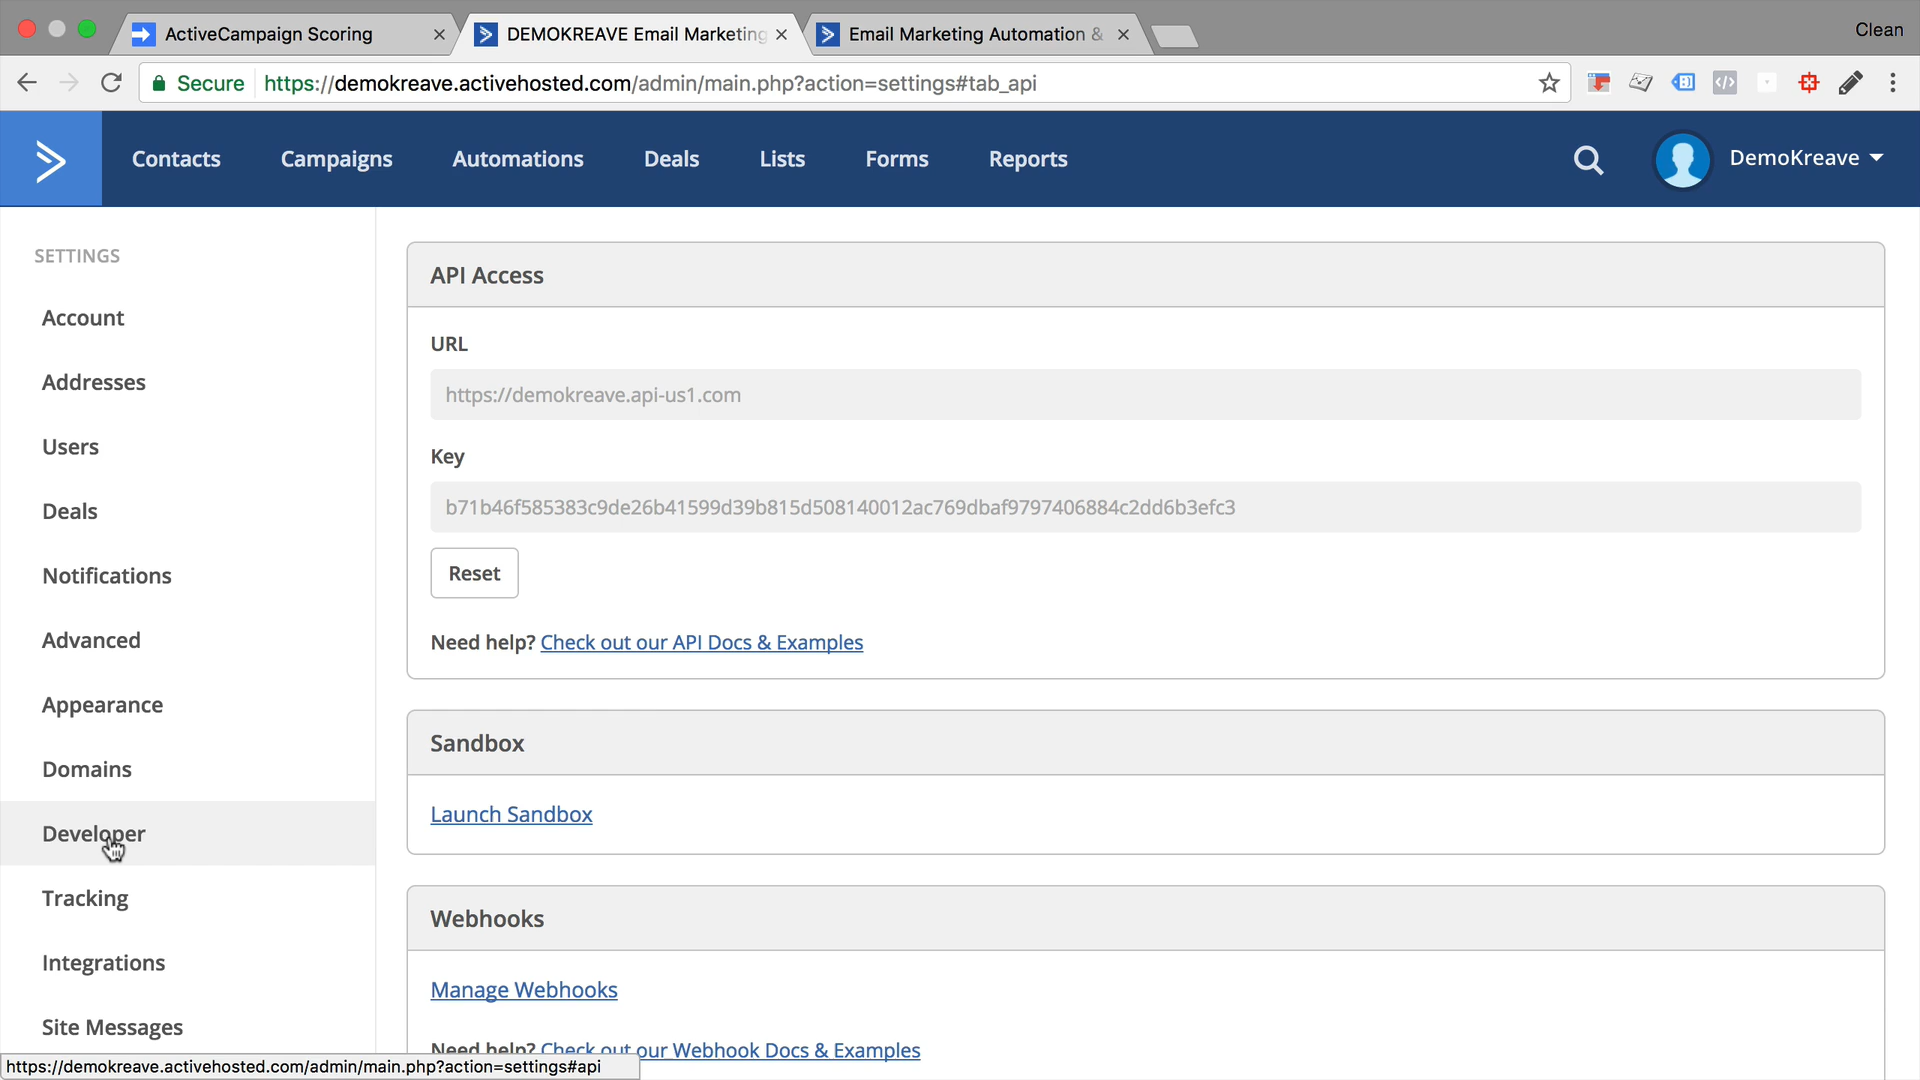 ActiveCampaign Scoring
DEMOKREAVE Email Marketing
Email Marketing Automation &
Clean
Secure
https://demokreave.activehosted.com/admin/main.php?action=settings#tab_api
Contacts
Campaigns
Automations
Deals
Lists
Forms
Reports
DemoKreave
SETTINGS
Account
Addresses
Users
Deals
Notifications
Advanced
Appearance
Domains
Developer
Tracking
Integrations
Site Messages
API Access
URL
https://demokreave.api-us1.com
Key
b71b46f585383c9de26b41599d39b815d508140012ac769dbaf9797406884c2dd6b3efc3
Reset
Need help? Check out our API Docs & Examples
Sandbox
Launch Sandbox
Webhooks
Manage Webhooks
Need help? Check out our Webhook Docs & Examples
https://demokreave.activehosted.com/admin/main.php?action=settings#api